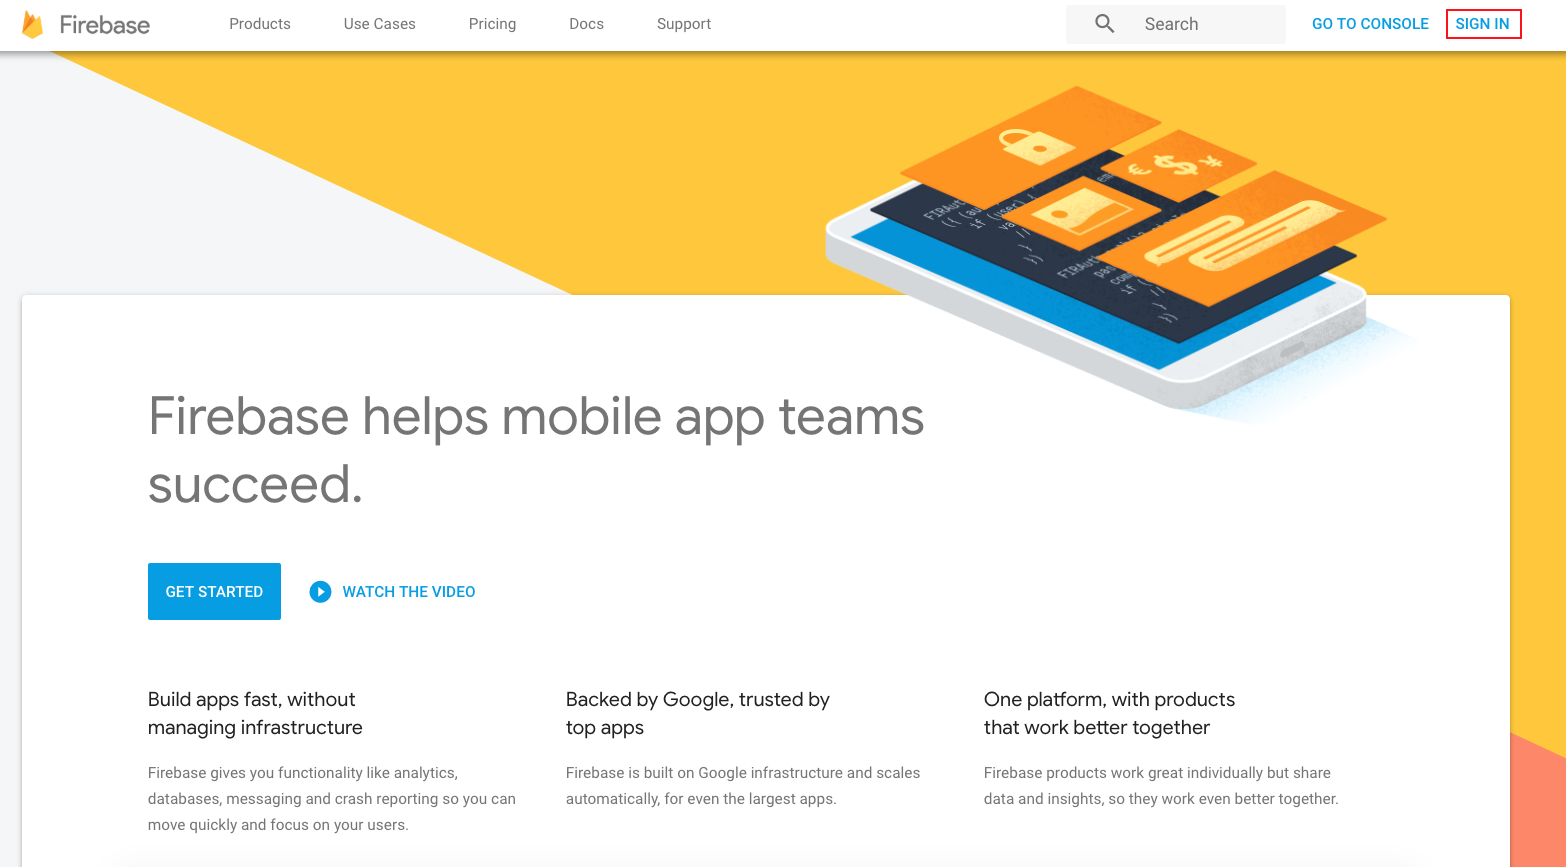 Firebase
Products
Use Cases
Pricing
Docs
Support
Search
GO TO CONSOLE
SIGN IN
Firebase helps mobile app teams
succeed.
GET STARTED
WATCH THE VIDEO
Build apps fast, without
managing infrastructure
Firebase gives you functionality like analytics,
databases, messaging and crash reporting so you can
move quickly and focus on your users.
Backed by Google, trusted by
top apps
Firebase is built on Google infrastructure and scales
automatically, for even the largest apps.
One platform, with products
that work better together
Firebase products work great individually but share
data and insights, so they work even better together.